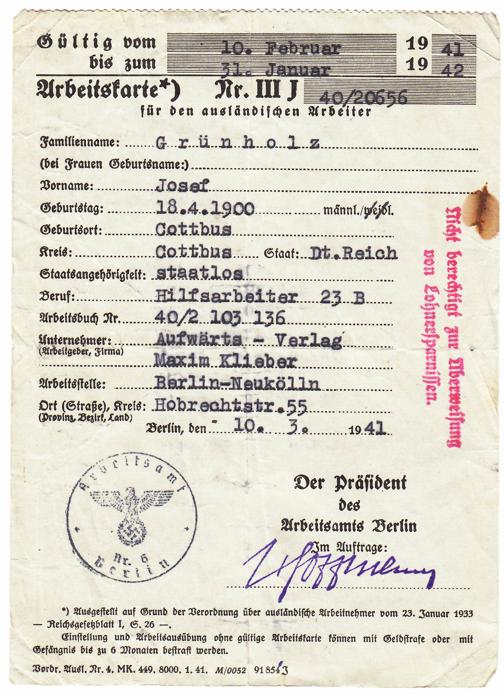 Gültig vom 10. Februar 19 41
bis zum 31. Januar 19 42
Arbeitskarte*) Nr. III J 40/20656
für den ausländischen Arbeiter
Familienname: Grünholz
(bei Frauen Geburtsname:)
Vorname: Josef
Geburtstag: 18.4.1900 männl./weibl.
Geburtsort: Cottbus
Kreis: Cottbus Staat: Dt.Reich
Staatsangehörigkeit: staatlos
Beruf: Hilfsarbeiter 23 B
Arbeitsbuch Nr. 40/2 103 136
Unternehmer: Aufwärts - Verlag
(Arbeitgeber, Firma) Maxim Klieber
Arbeitsstelle: Berlin-Neukölln
Ort (Straße), Kreis: Hobrechtstr.55
(Provinz, Bezirk, Land)
Berlin, den 10. 3. 1941
Nicht berechtigt zur Überweisung
von Lohnersparnissen.
Arbeitsamt
Nr. 6
Berlin
Der Präsident
des
Arbeitsamts Berlin
Im Auftrage:
*) Ausgestellt auf Grund der Verordnung über ausländische Arbeitnehmer vom 23. Januar 1933
— Reichsgesetzblatt I, S. 26 —.
Einstellung und Arbeitsausübung ohne gültige Arbeitskarte können mit Geldstrafe oder mit
Gefängnis bis zu 6 Monaten bestraft werden.
Vordr. Ausl. Nr. 4. MK. 449. 8000. 1. 41. M/0052 9185